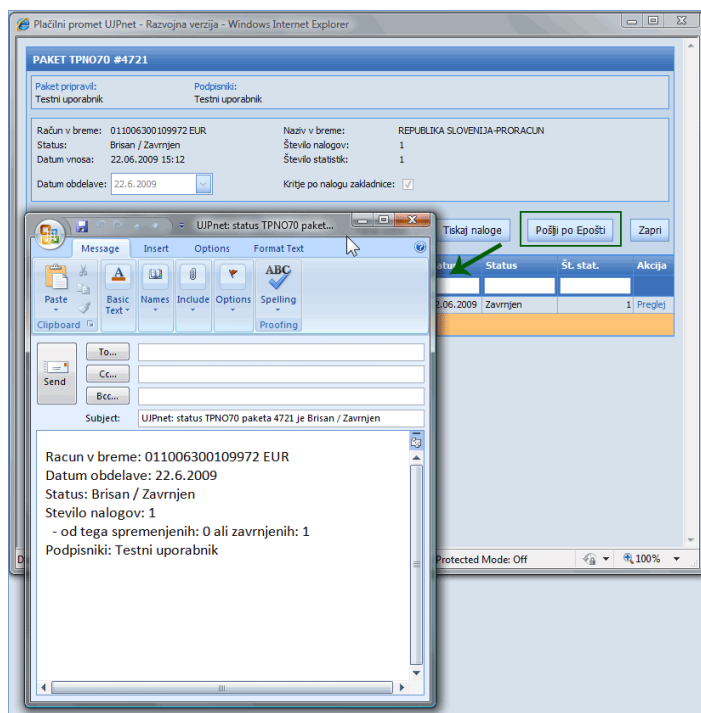 Plačilni promet UJPnet - Razvojna verzija - Windows Internet Explorer
PAKET TPNO70 #4721
Paket pripravil: Podpisniki:
Testni uporabnik Testni uporabnik
Račun v breme: 011006300109972 EUR Naziv v breme: REPUBLIKA SLOVENIJA-PRORACUN
Status: Brisan / Zavrnjen Število nalogov: 1
Datum vnosa: 22.06.2009 15:12 Število statistik: 1
Datum obdelave: 22.6.2009 Kritje po nalogu zakladnice:
Tiskaj naloge Pošlji po Epošti Zapri
Status Št. stat. Akcija
2.06.2009 Zavrnjen 1 Preglej
UJPnet: status TPNO70 paket...
Message Insert Options Format Text
Paste Basic Text Names Include Options ABC Spelling
Clipboard Proofing
Send
To...
Cc...
Bcc...
Subject: UJPnet: status TPNO70 paketa 4721 je Brisan / Zavrnjen
Racun v breme: 011006300109972 EUR
Datum obdelave: 22.6.2009
Status: Brisan / Zavrnjen
Stevilo nalogov: 1
- od tega spremenjenih: 0 ali zavrnjenih: 1
Podpisniki: Testni uporabnik
Protected Mode: Off 100%